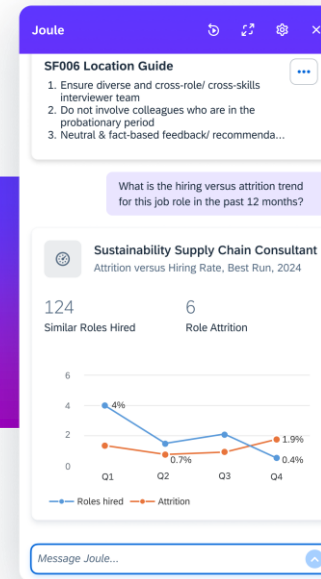 Joule
SF006 Location Guide
1. Ensure diverse and cross-role/ cross-skills
interviewer team
2. Do not involve colleagues who are in the
probationary period
3. Neutral & fact-based feedback/ recommenda...
What is the hiring versus attrition trend
for this job role in the past 12 months?
Sustainability Supply Chain Consultant
Attrition versus Hiring Rate, Best Run, 2024
124
Similar Roles Hired
6
Role Attrition
6
4
2
0
4%
0.7%
1.9%
0.4%
Q1 Q2 Q3 Q4
Roles hired Attrition
Message Joule...